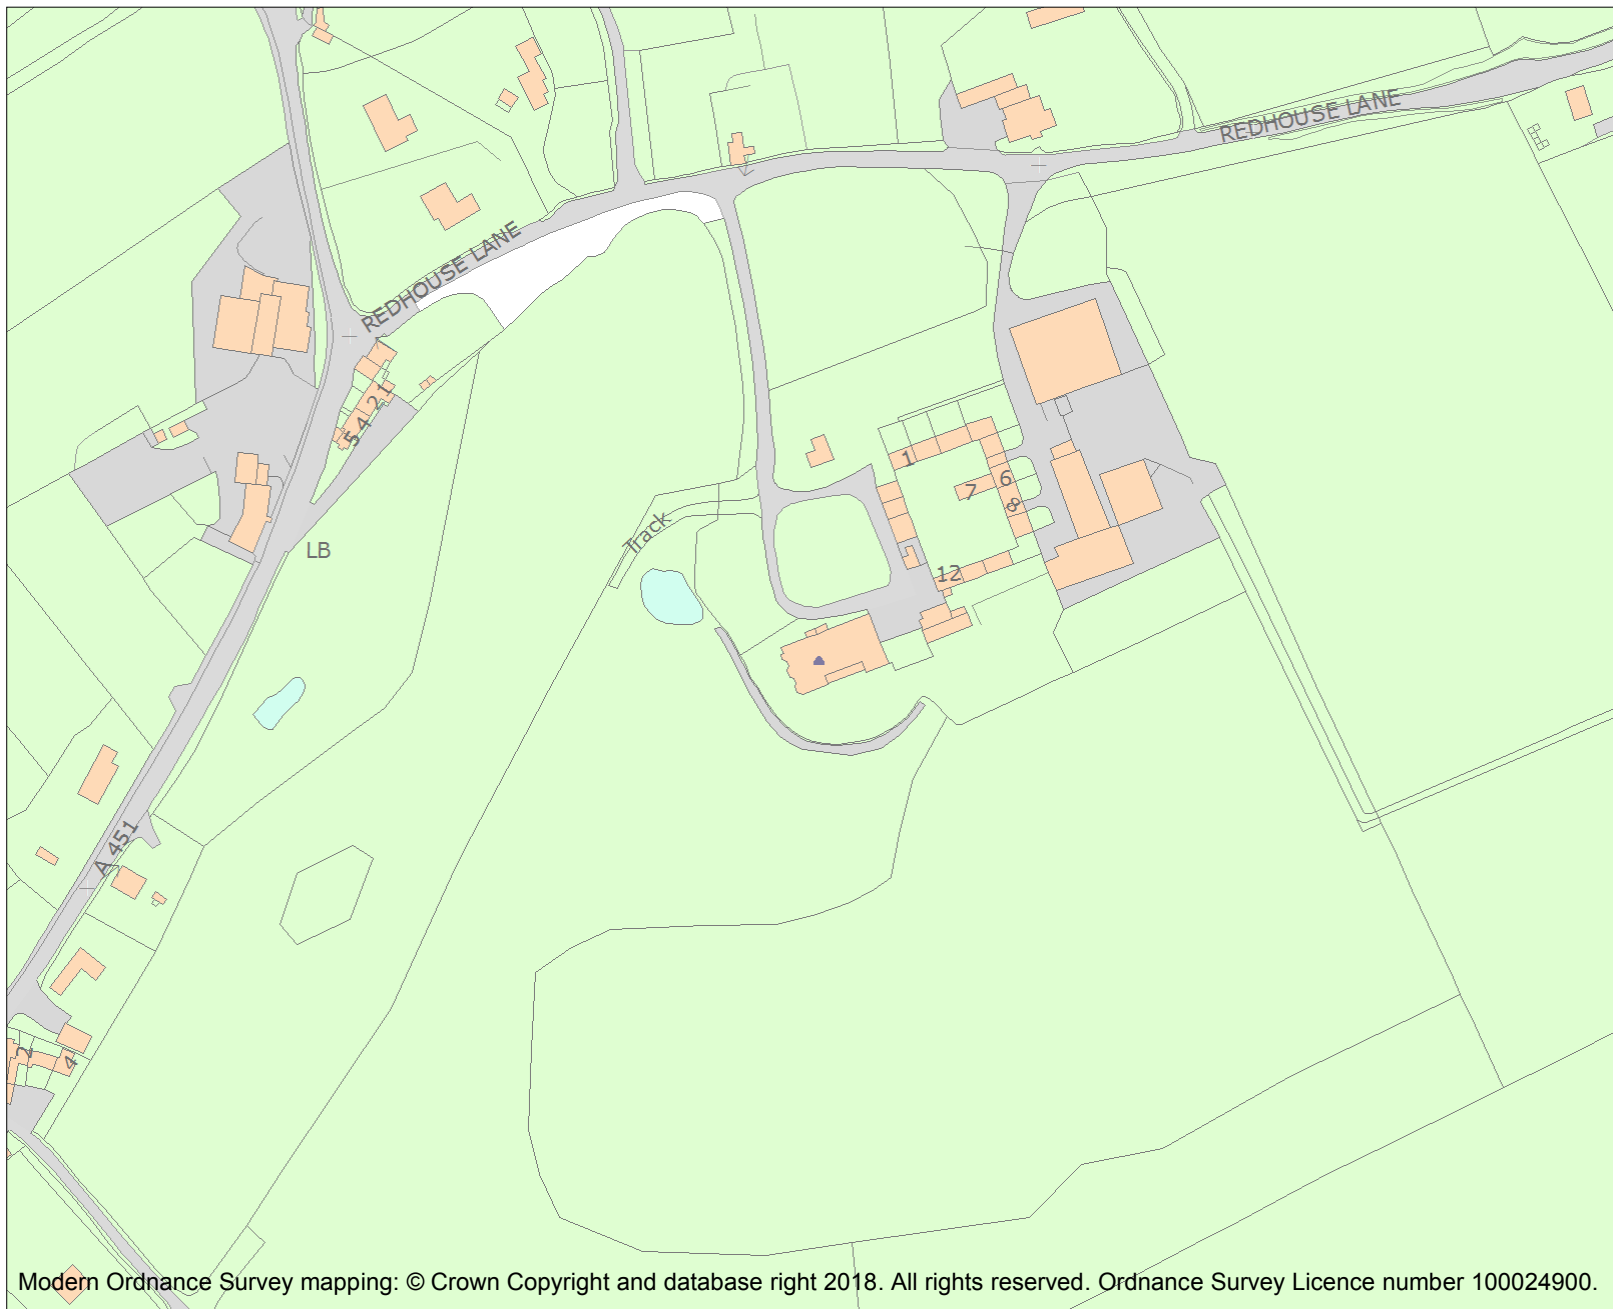 REDHOUSE LANE
REDHOUSE LANE
2 1
5 4
1
6
7
8
Track
LB
12
A 451
2
4
Modern Ordnance Survey mapping: © Crown Copyright and database right 2018. All rights reserved. Ordnance Survey Licence number 100024900.